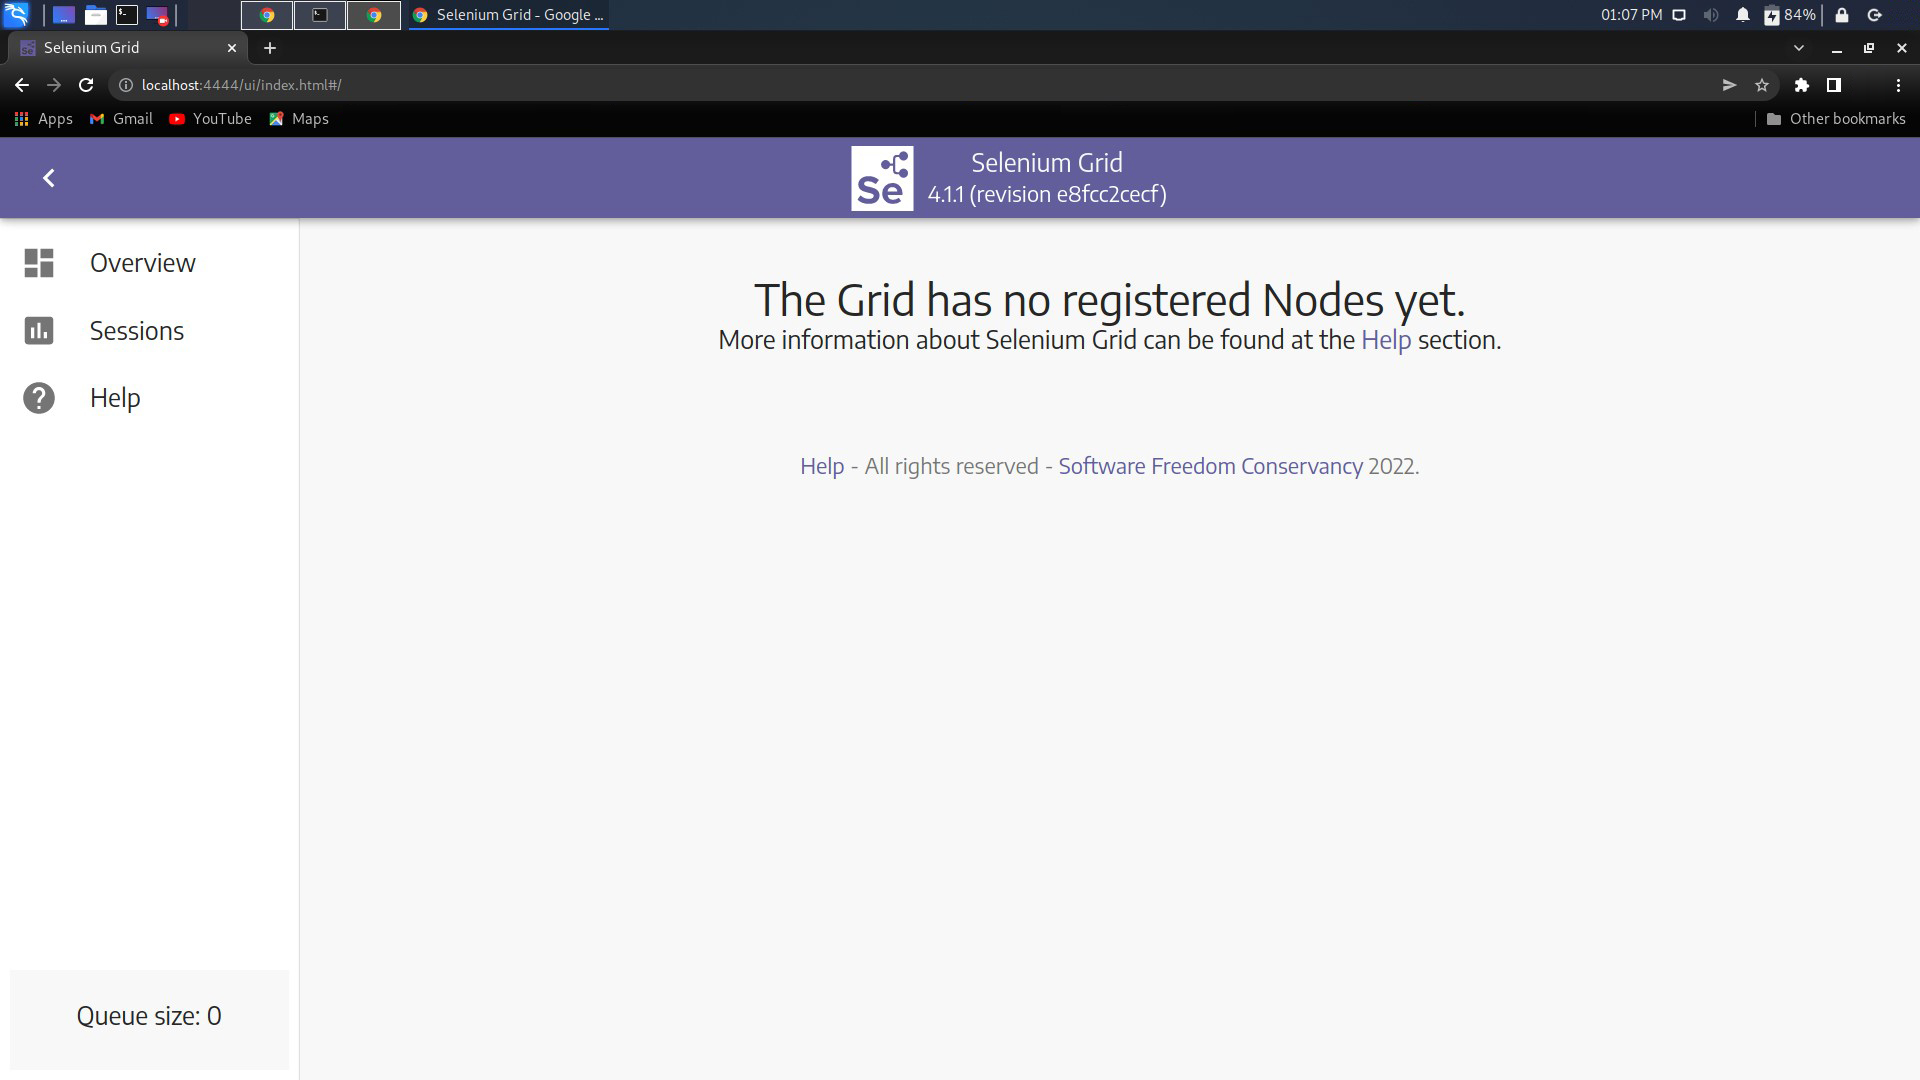 Selenium Grid - Google ...
01:07 PM
84%
Selenium Grid
localhost:4444/ui/index.html#/
Apps
Gmail
YouTube
Maps
Other bookmarks
Se
Selenium Grid
4.1.1 (revision e8fcc2cecf)
Overview
Sessions
Help
The Grid has no registered Nodes yet.
More information about Selenium Grid can be found at the Help section.
Help - All rights reserved - Software Freedom Conservancy 2022.
Queue size: 0